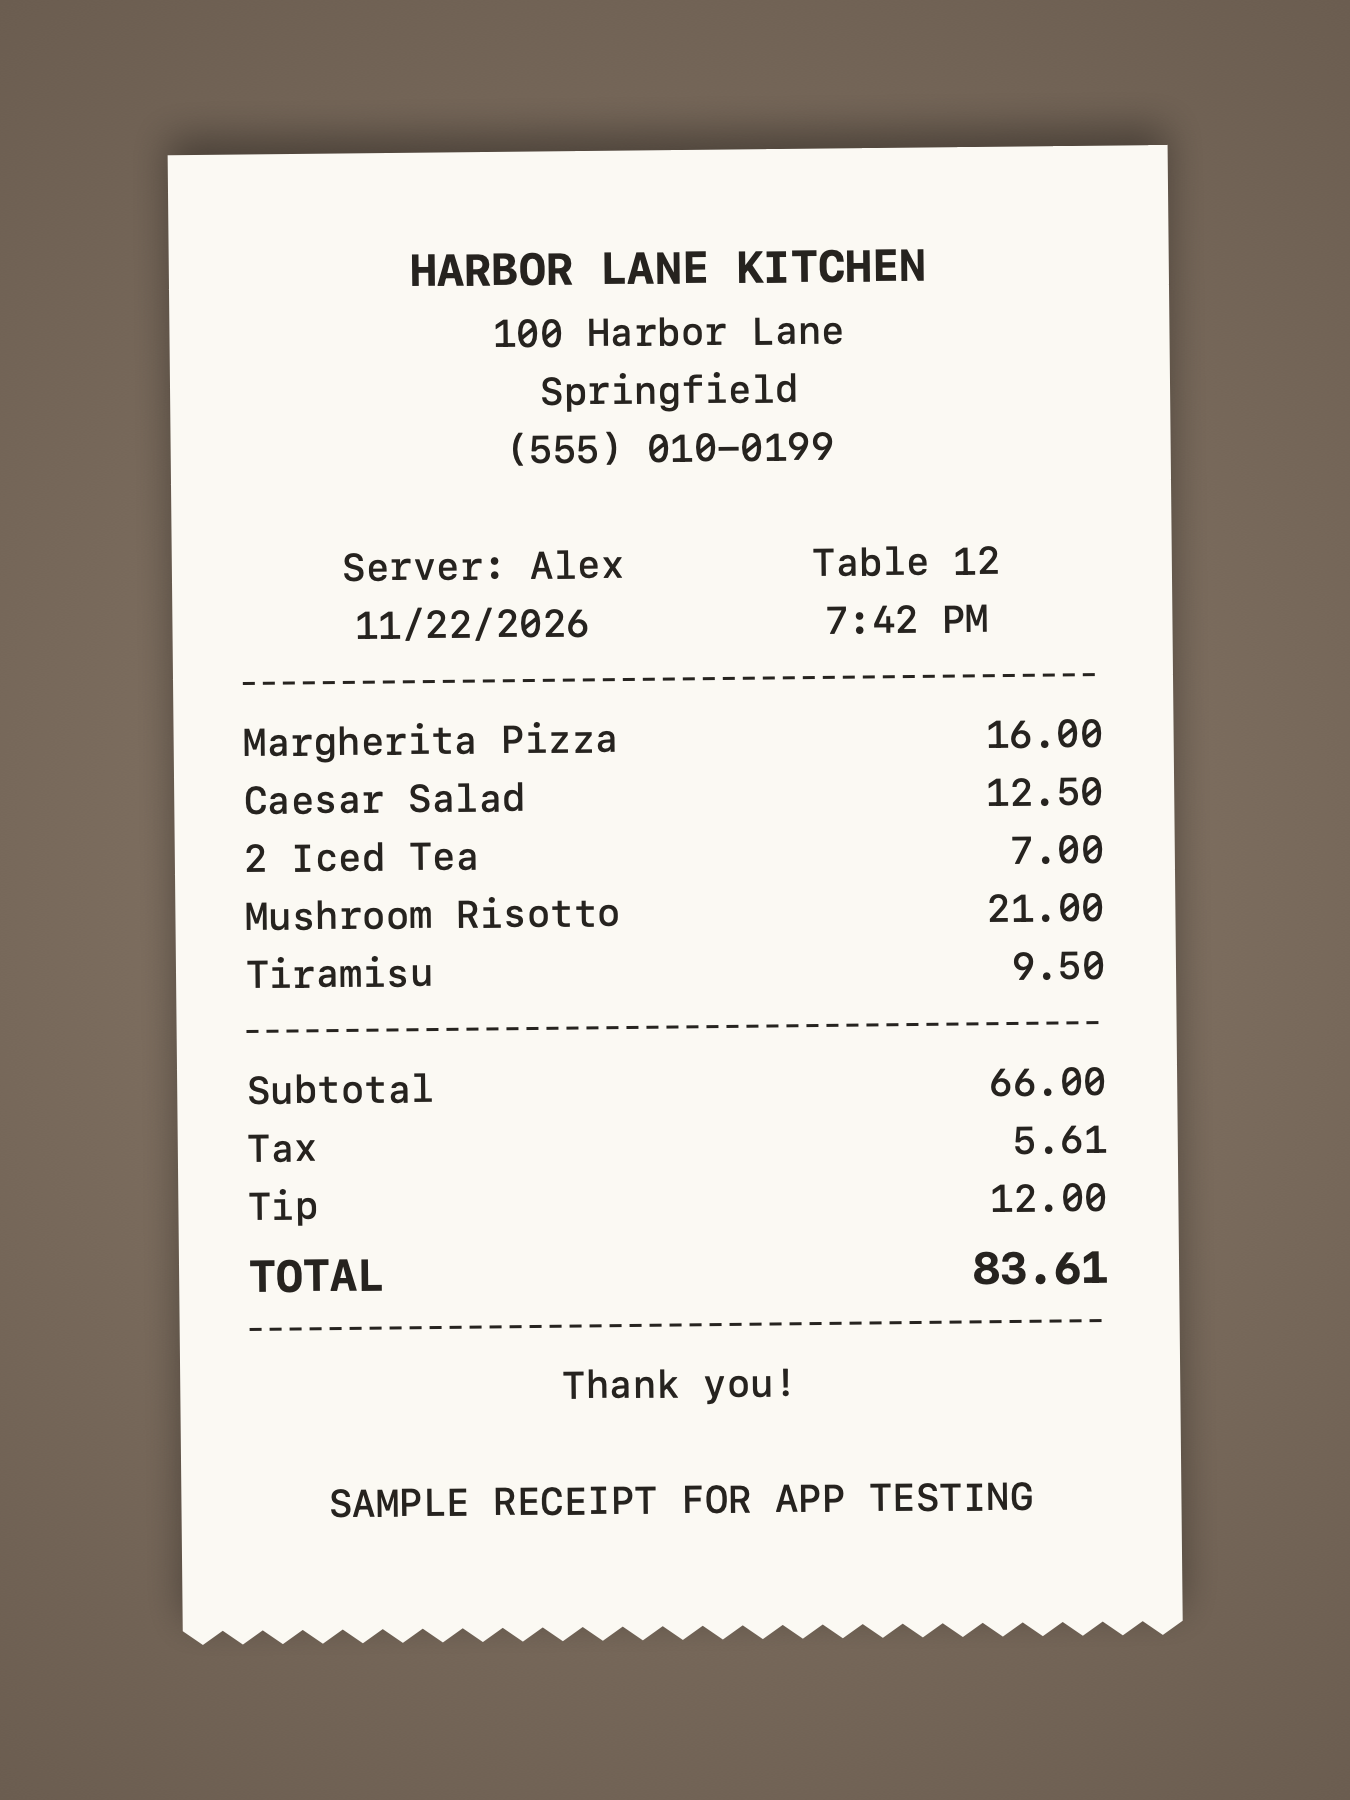 HARBOR LANE KITCHEN
100 Harbor Lane
Springfield
(555) 010-0199
Server: Alex Table 12
11/22/2026 7:42 PM
Margherita Pizza 16.00
Caesar Salad 12.50
2 Iced Tea 7.00
Mushroom Risotto 21.00
Tiramisu 9.50
Subtotal 66.00
Tax 5.61
Tip 12.00
TOTAL 83.61
Thank you!
SAMPLE RECEIPT FOR APP TESTING